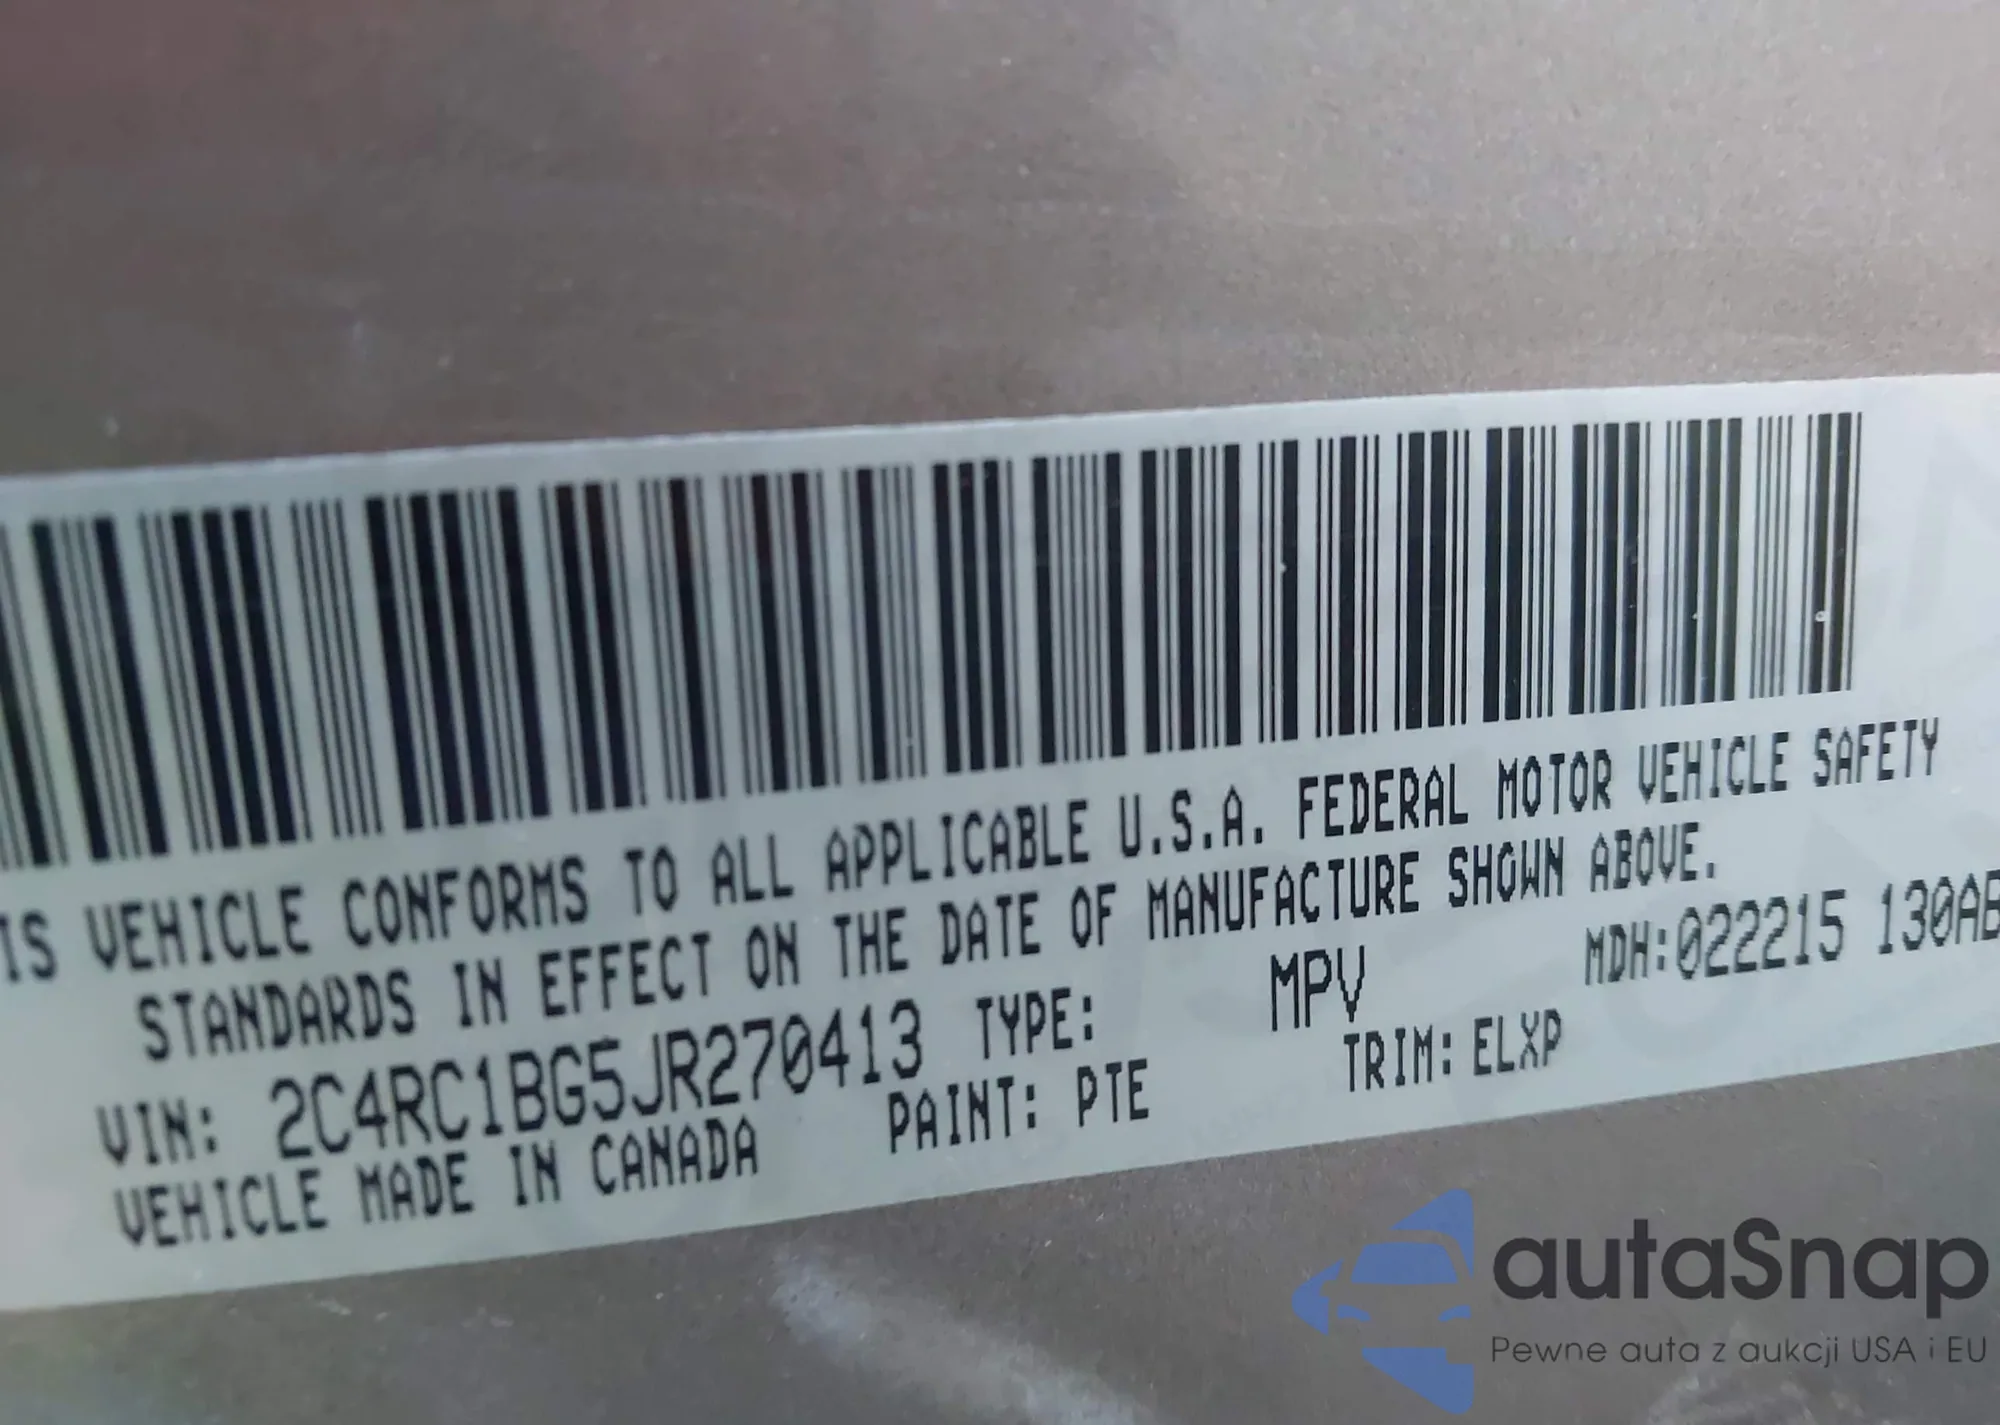 IS VEHICLE CONFORMS TO ALL APPLICABLE U.S.A. FEDERAL MOTOR VEHICLE SAFETY
STANDARDS IN EFFECT ON THE DATE OF MANUFACTURE SHOWN ABOVE.
VIN: 2C4RC1BG5JR270413 TYPE: MPV MDH:022215 130AB
VEHICLE MADE IN CANADA PAINT: PTE TRIM: ELXP
autaSnap
Pewne auta z aukcji USA i EU